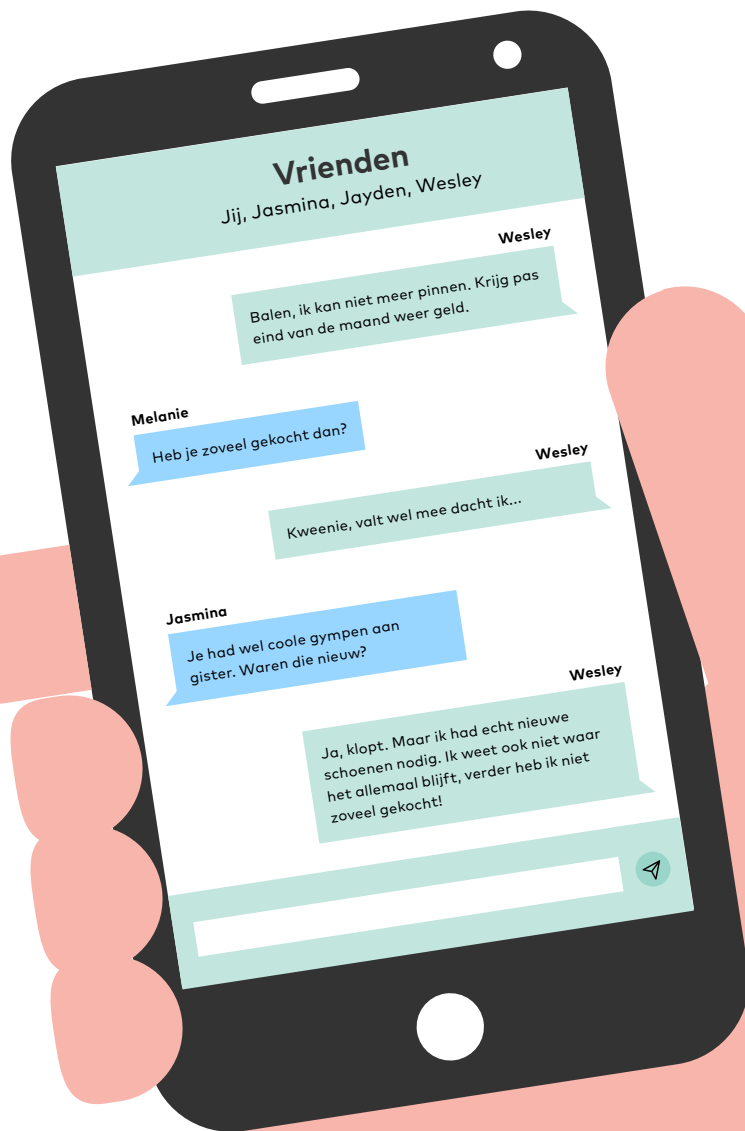 Vrienden
Jij, Jasmina, Jayden, Wesley
Wesley
Balen, ik kan niet meer pinnen. Krijg pas
eind van de maand weer geld.
Melanie
Heb je zoveel gekocht dan?
Wesley
Kweenie, valt wel mee dacht ik...
Jasmina
Je had wel coole gympen aan
gister. Waren die nieuw?
Wesley
Ja, klopt. Maar ik had echt nieuwe
schoenen nodig. Ik weet ook niet waar
het allemaal blijft, verder heb ik niet
zoveel gekocht!